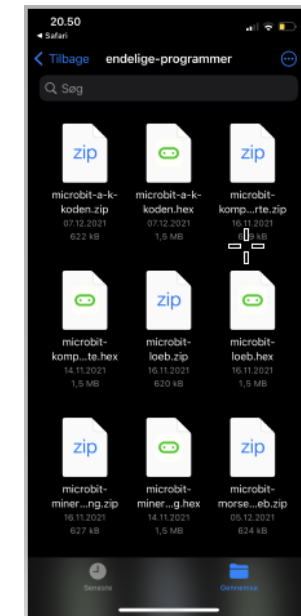 20.50
Safari
Tilbage endelige-programmer
Søg
zip zip
microbit-a-k-koden.zip microbit-a-k-koden.hex microbit-komp...rte.zip
07.12.2021 07.12.2021 16.11.2021
622 kB 1,5 MB
zip
microbit-komp...te.hex microbit-loeb.zip microbit-loeb.hex
14.11.2021 16.11.2021 16.11.2021
1,5 MB 620 kB 1,5 MB
zip zip
microbit-miner...ng.zip microbit-miner...g.hex microbit-morse...eb.zip
16.11.2021 14.11.2021 05.12.2021
627 kB 1,5 MB 624 kB
Seneste Gennemse